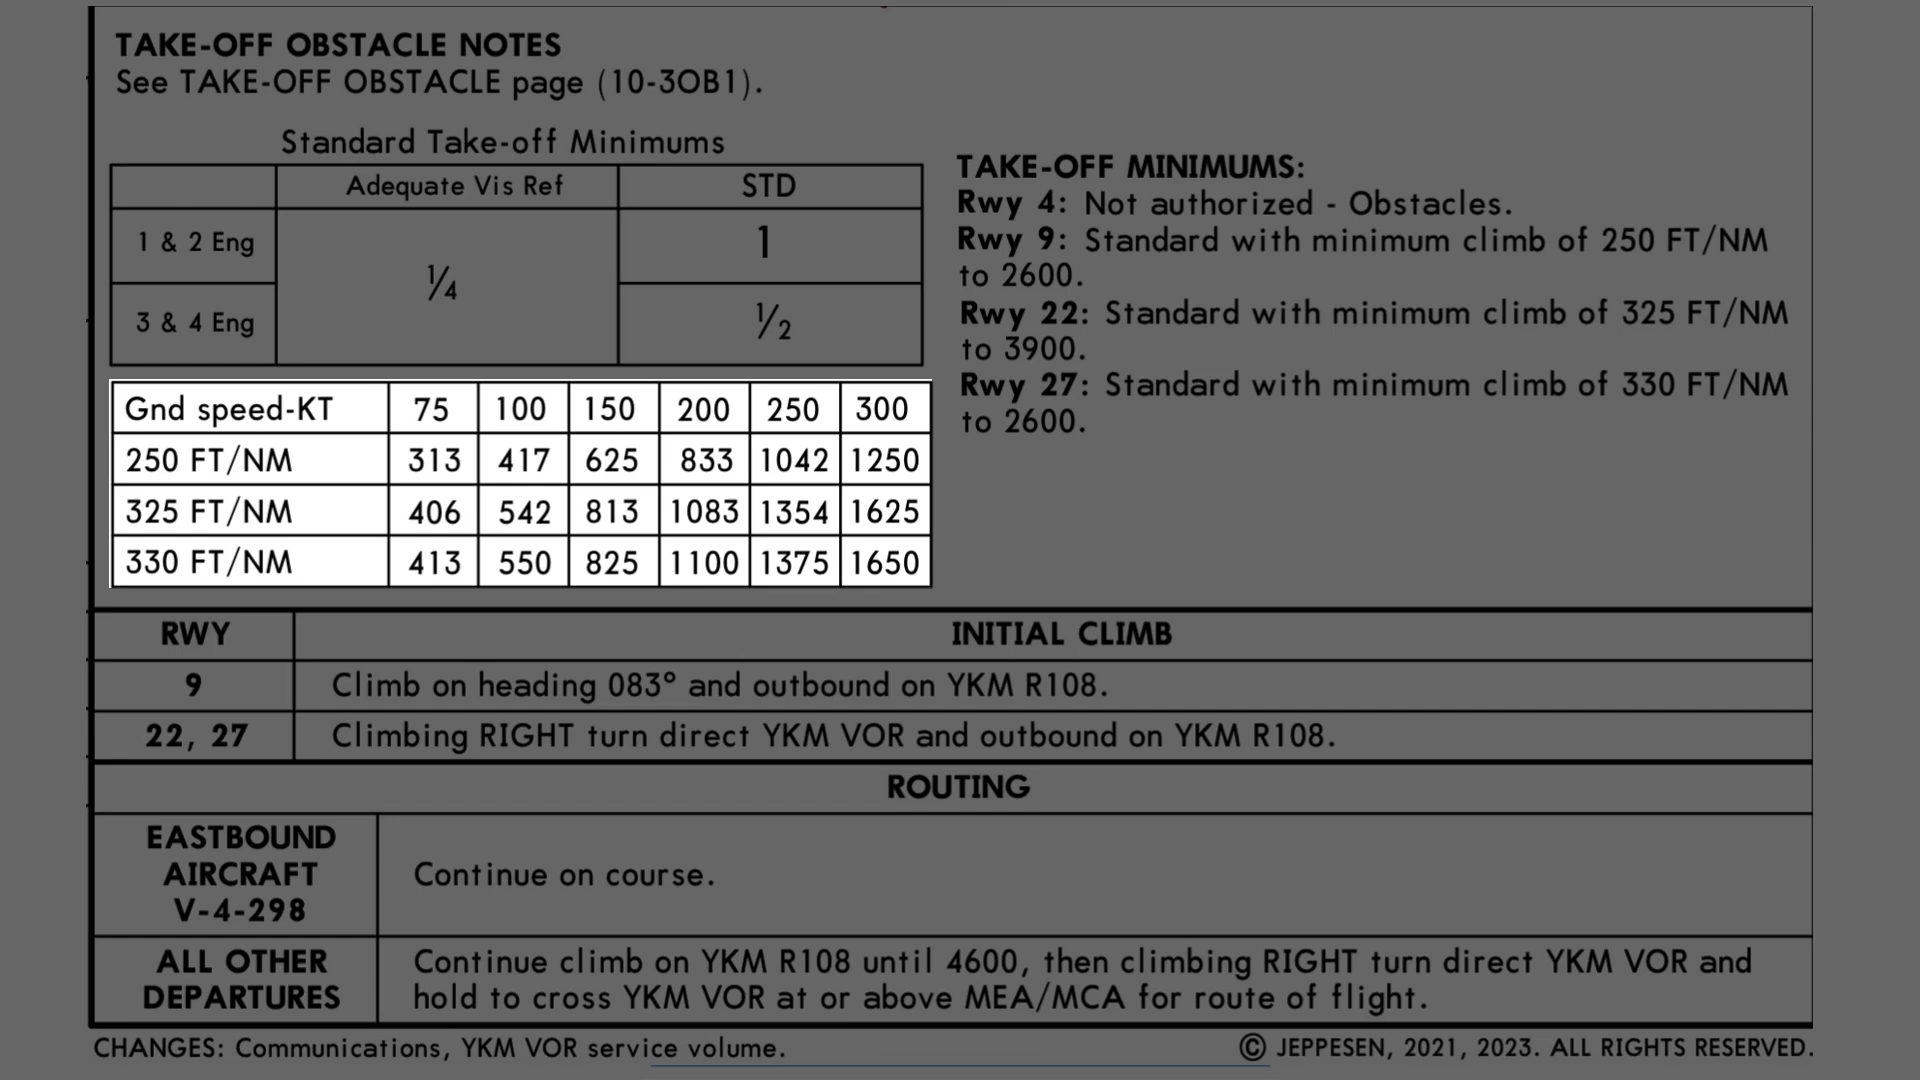 TAKE-OFF OBSTACLE NOTES
See TAKE-OFF OBSTACLE page (10-3OB1).
Standard Take-off Minimums
Adequate Vis Ref STD
1 & 2 Eng 1/4 1
3 & 4 Eng 1/2
Gnd speed-KT 75 100 150 200 250 300
250 FT/NM 313 417 625 833 1042 1250
325 FT/NM 406 542 813 1083 1354 1625
330 FT/NM 413 550 825 1100 1375 1650
TAKE-OFF MINIMUMS:
Rwy 4: Not authorized - Obstacles.
Rwy 9: Standard with minimum climb of 250 FT/NM
to 2600.
Rwy 22: Standard with minimum climb of 325 FT/NM
to 3900.
Rwy 27: Standard with minimum climb of 330 FT/NM
to 2600.
RWY INITIAL CLIMB
9 Climb on heading 083° and outbound on YKM R108.
22, 27 Climbing RIGHT turn direct YKM VOR and outbound on YKM R108.
ROUTING
EASTBOUND
AIRCRAFT
V-4-298
Continue on course.
ALL OTHER
DEPARTURES
Continue climb on YKM R108 until 4600, then climbing RIGHT turn direct YKM VOR and
hold to cross YKM VOR at or above MEA/MCA for route of flight.
CHANGES: Communications, YKM VOR service volume.
© JEPPESEN, 2021, 2023. ALL RIGHTS RESERVED.